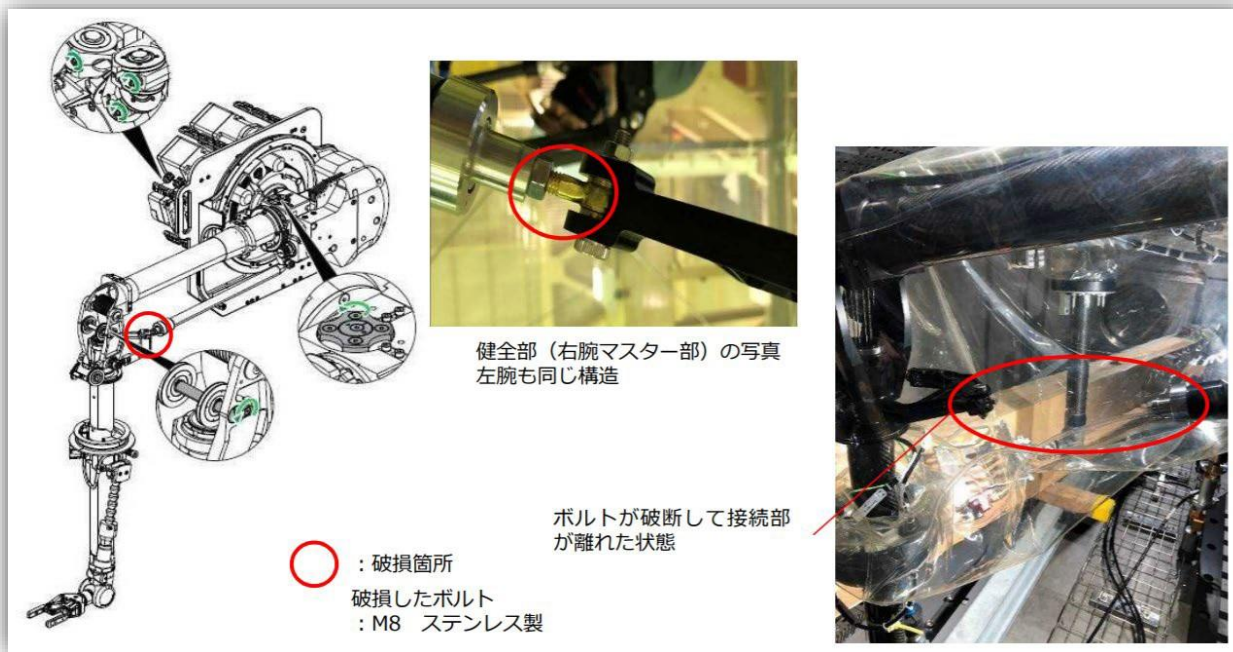 健全部（右腕マスター部）の写真
左腕も同じ構造
ボルトが破断して接続部
が離れた状態
：破損箇所
破損したボルト
：M8　ステンレス製